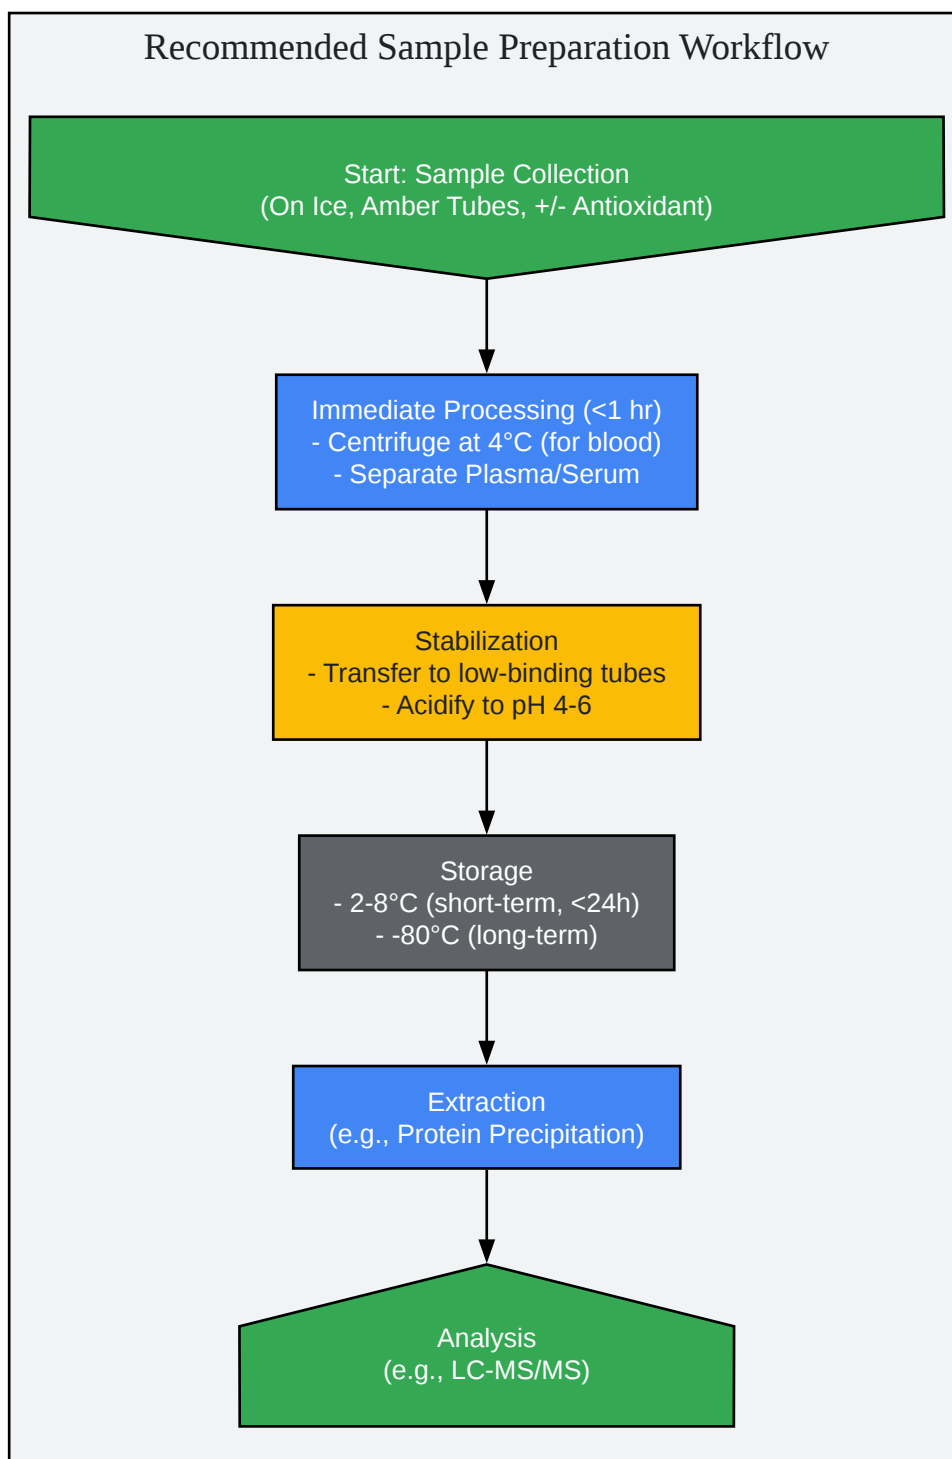 Recommended Sample Preparation Workflow
Start: Sample Collection
(On Ice, Amber Tubes, +/- Antioxidant)
Immediate Processing (<1 hr)
- Centrifuge at 4°C (for blood)
- Separate Plasma/Serum
Stabilization
- Transfer to low-binding tubes
- Acidify to pH 4-6
Storage
- 2-8°C (short-term, <24h)
- -80°C (long-term)
Extraction
(e.g., Protein Precipitation)
Analysis
(e.g., LC-MS/MS)